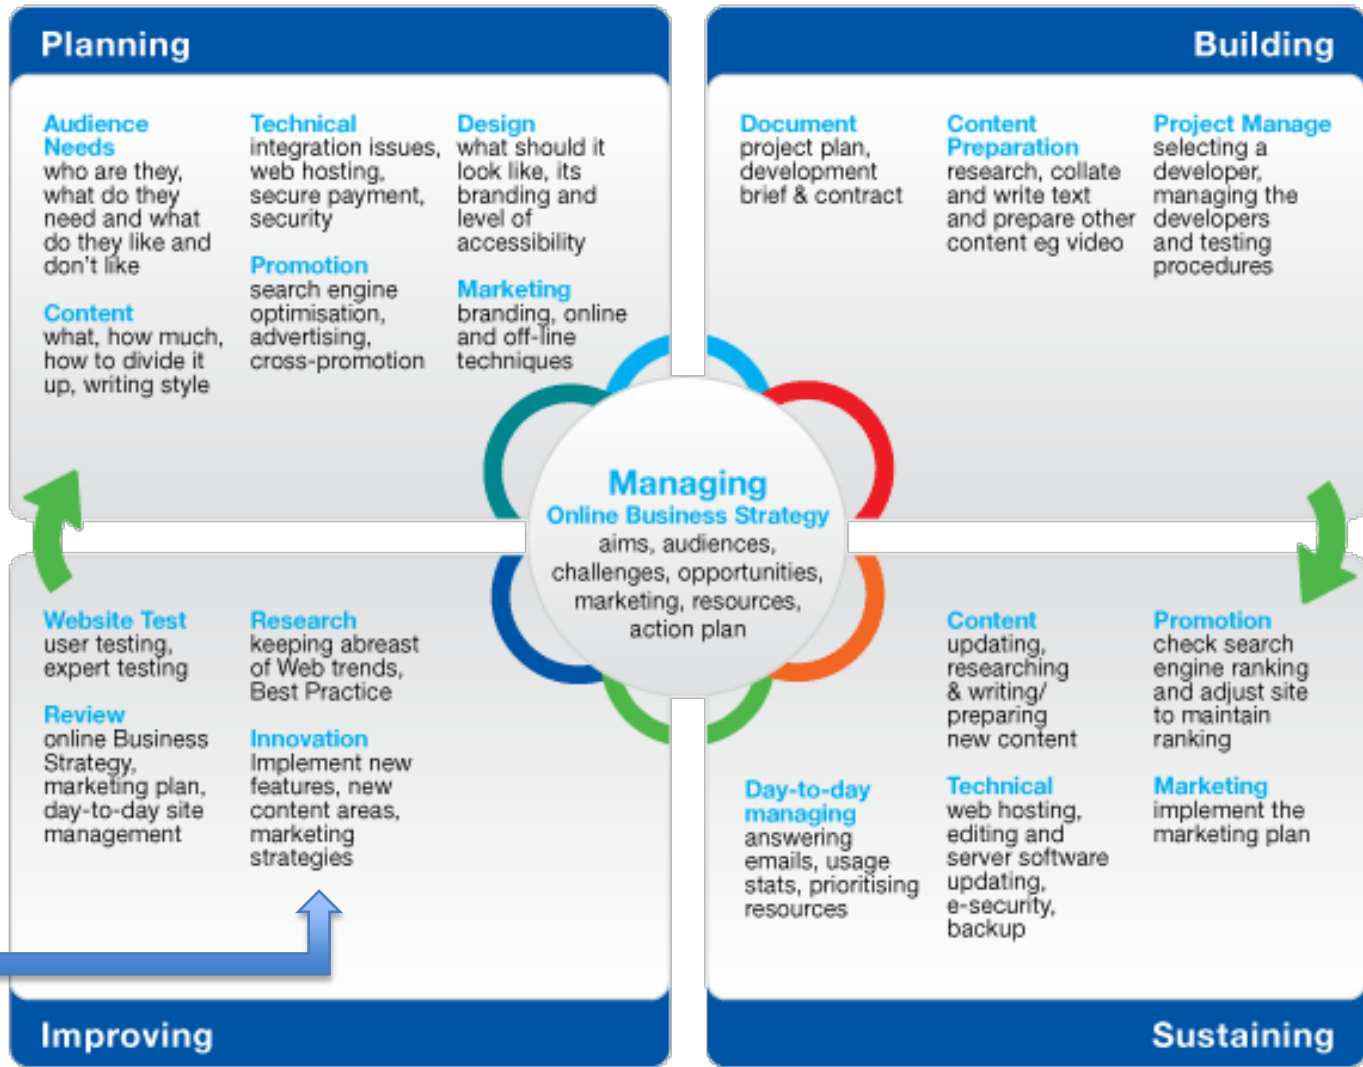 Planning
Audience
Needs
who are they,
what do they
need and what
do they like and
don't like
Content
what, how much,
how to divide it
up, writing style
Technical
integration issues,
web hosting,
secure payment,
security
Promotion
search engine
optimisation,
advertising,
cross-promotion
Design
what should it
look like, its
branding and
level of
accessibility
Marketing
branding, online
and off-line
techniques
Building
Document
project plan,
development
brief & contract
Content
Preparation
research, collate
and write text
and prepare other
content eg video
Project Manage
selecting a
developer,
managing the
developers
and testing
procedures
Managing
Online Business Strategy
aims, audiences,
challenges, opportunities,
marketing, resources,
action plan
Website Test
user testing,
expert testing
Review
online Business
Strategy,
marketing plan,
day-to-day site
management
Research
keeping abreast
of Web trends,
Best Practice
Innovation
Implement new
features, new
content areas,
marketing
strategies
Improving
Day-to-day
managing
answering
emails, usage
stats, prioritising
resources
Content
updating,
researching
& writing/
preparing
new content
Technical
web hosting,
editing and
server software
updating,
e-security,
backup
Promotion
check search
engine ranking
and adjust site
to maintain
ranking
Marketing
implement the
marketing plan
Sustaining